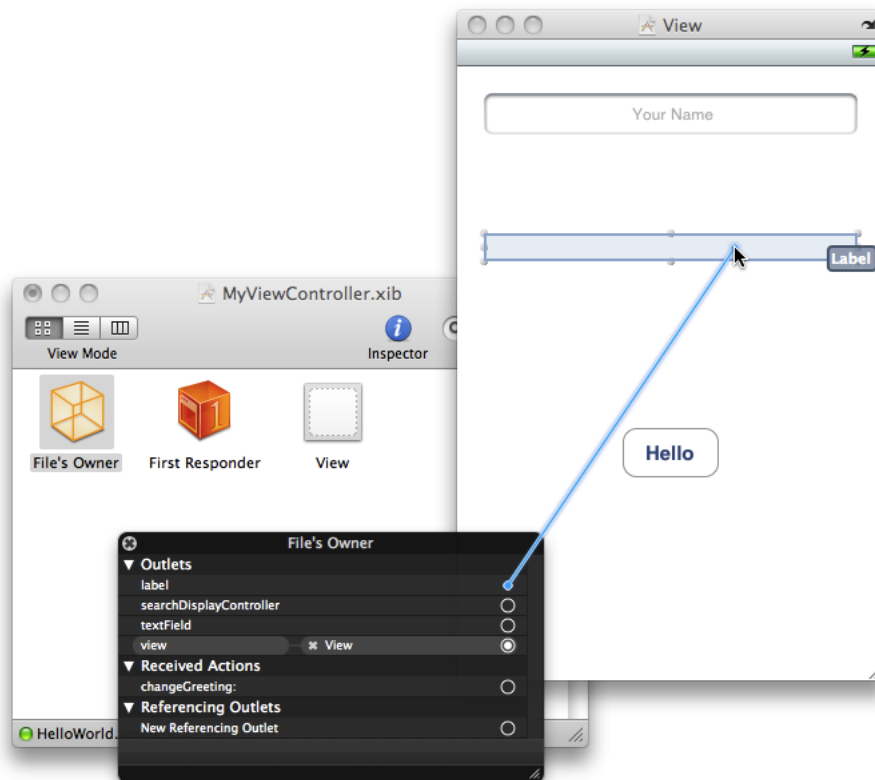 View
Your Name
Label
MyViewController.xib
View Mode
Inspector
File's Owner
First Responder
View
Hello
File's Owner
Outlets
label
searchDisplayController
textField
view
View
Received Actions
changeGreeting:
Referencing Outlets
New Referencing Outlet
HelloWorld.